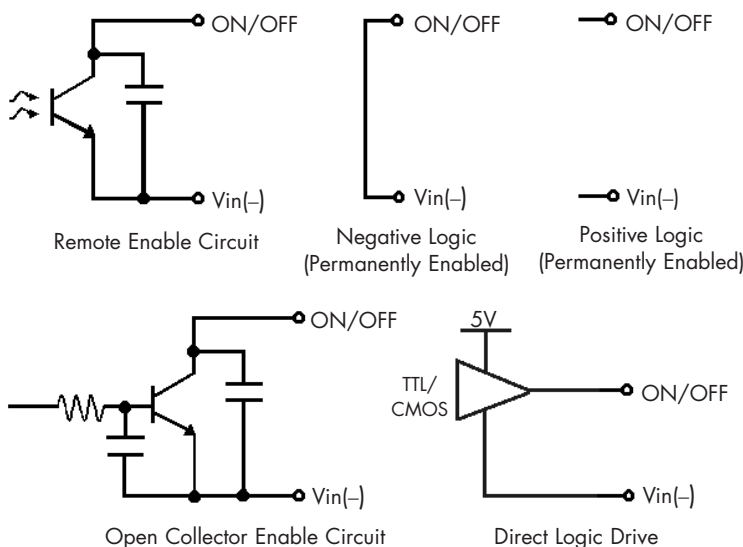 ON/OFF
Vin(–)
Remote Enable Circuit
ON/OFF
Vin(–)
Negative Logic
(Permanently Enabled)
ON/OFF
Vin(–)
Positive Logic
(Permanently Enabled)
ON/OFF
Vin(–)
Open Collector Enable Circuit
5V
TTL/
CMOS
ON/OFF
Vin(–)
Direct Logic Drive